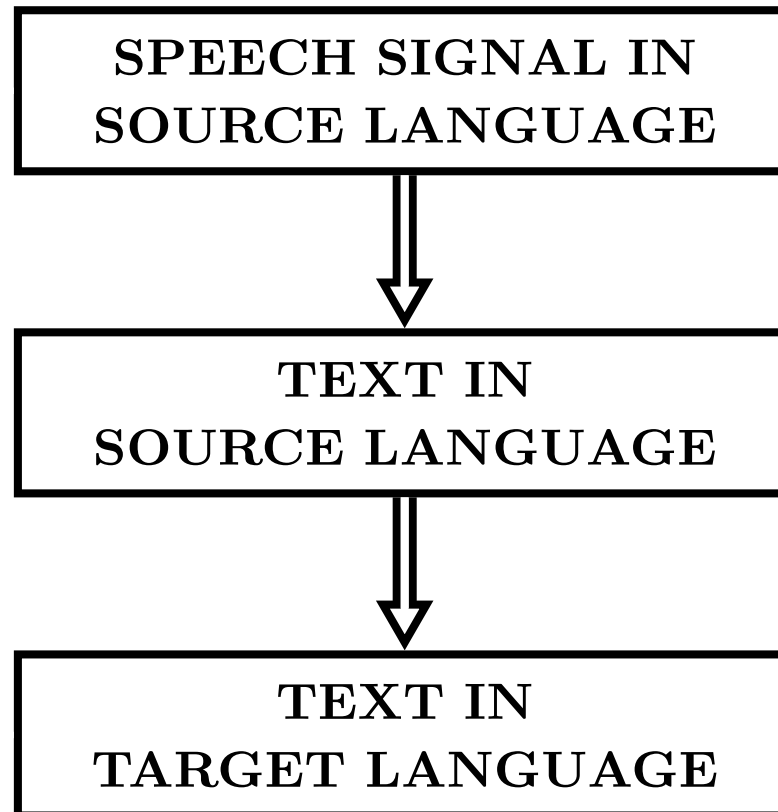 SPEECH SIGNAL IN
SOURCE LANGUAGE
TEXT IN
SOURCE LANGUAGE
TEXT IN
TARGET LANGUAGE